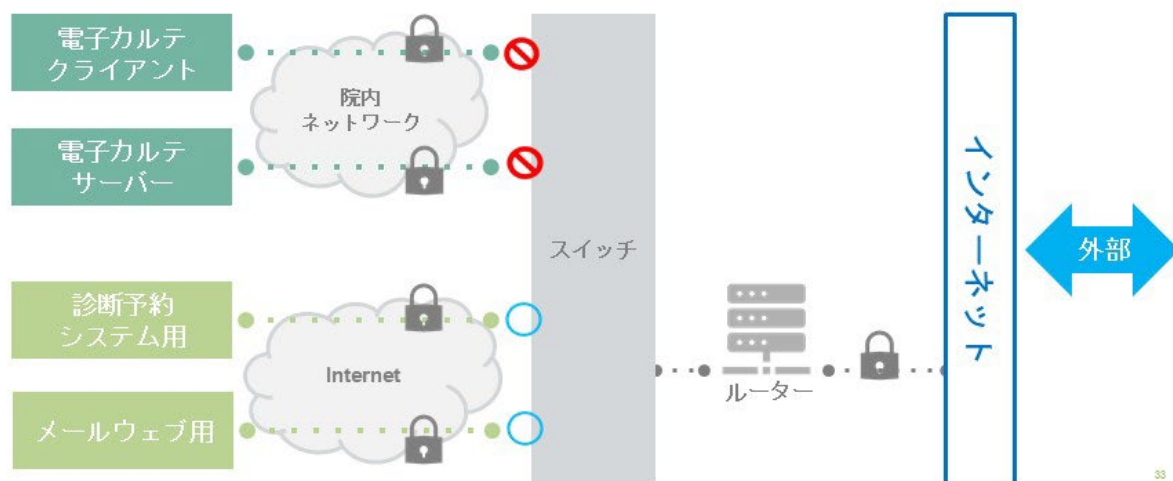 電子カルテ
クライアント
院内
ネットワーク
電子カルテ
サーバー
スイッチ
インターネット
外部
診断予約
システム用
Internet
ルーター
メールウェブ用
33